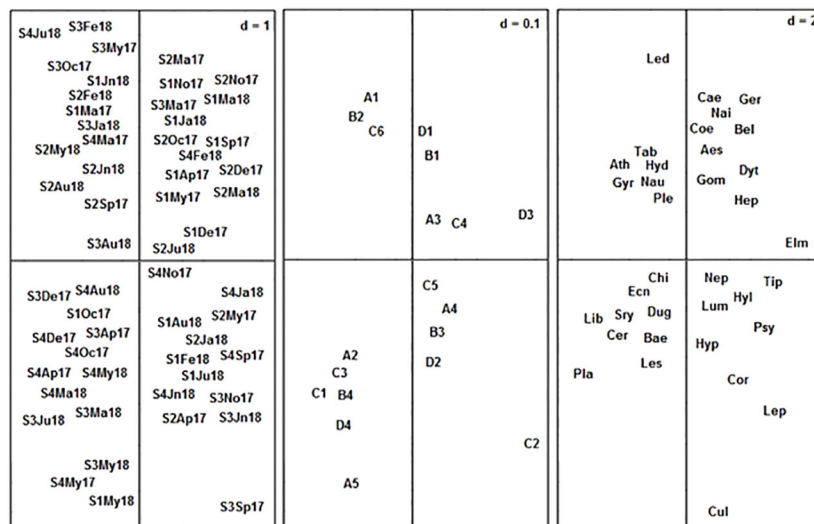 S3Fe18
S4Ju18
d = 1
S3My17
S3Oc17
S2Ma17
S1Jn18
S1No17 S2No17
S2Fe18
S3Ma17 S1Ma18
S1Ma17
S1Ja18
S3Ja18
S4Ma17
S2Oc17 S1Sp17
S2My18
S4Fe18
S2Jn18
S1Ap17 S2De17
S2Au18
S1My17 S2Ma18
S2Sp17
S1De17
S3Au18
S2Ju18
S4No17
S3De17 S4Au18
S4Ja18
S1Oc17
S1Au18 S2My17
S4De17 S3Ap17
S2Ja18
S4Oc17
S1Fe18 S4Sp17
S4Ap17 S4My18
S1Ju18
S4Ma18
S4Jn18 S3No17
S3Ju18 S3Ma18
S2Ap17 S3Jn18
S3My18
S4My17
S1My18
S3Sp17
d = 0.1
A1
B2
C6 D1
B1
A3 C4 D3
C5
A4
B3
A2 D2
C3
C1 B4
D4
C2
A5
d = 2
Led
Cae Ger
Nai
Coe Bel
Tab Aes
Ath Hyd
Dyt
Gyr Nau Gom
Ple Hep
Elm
Chi Nep Tip
Ecn Hyl
Lum
Lib Sry Dug
Psy
Cer Bae Hyp
Les
Pla Cor
Lep
Cul